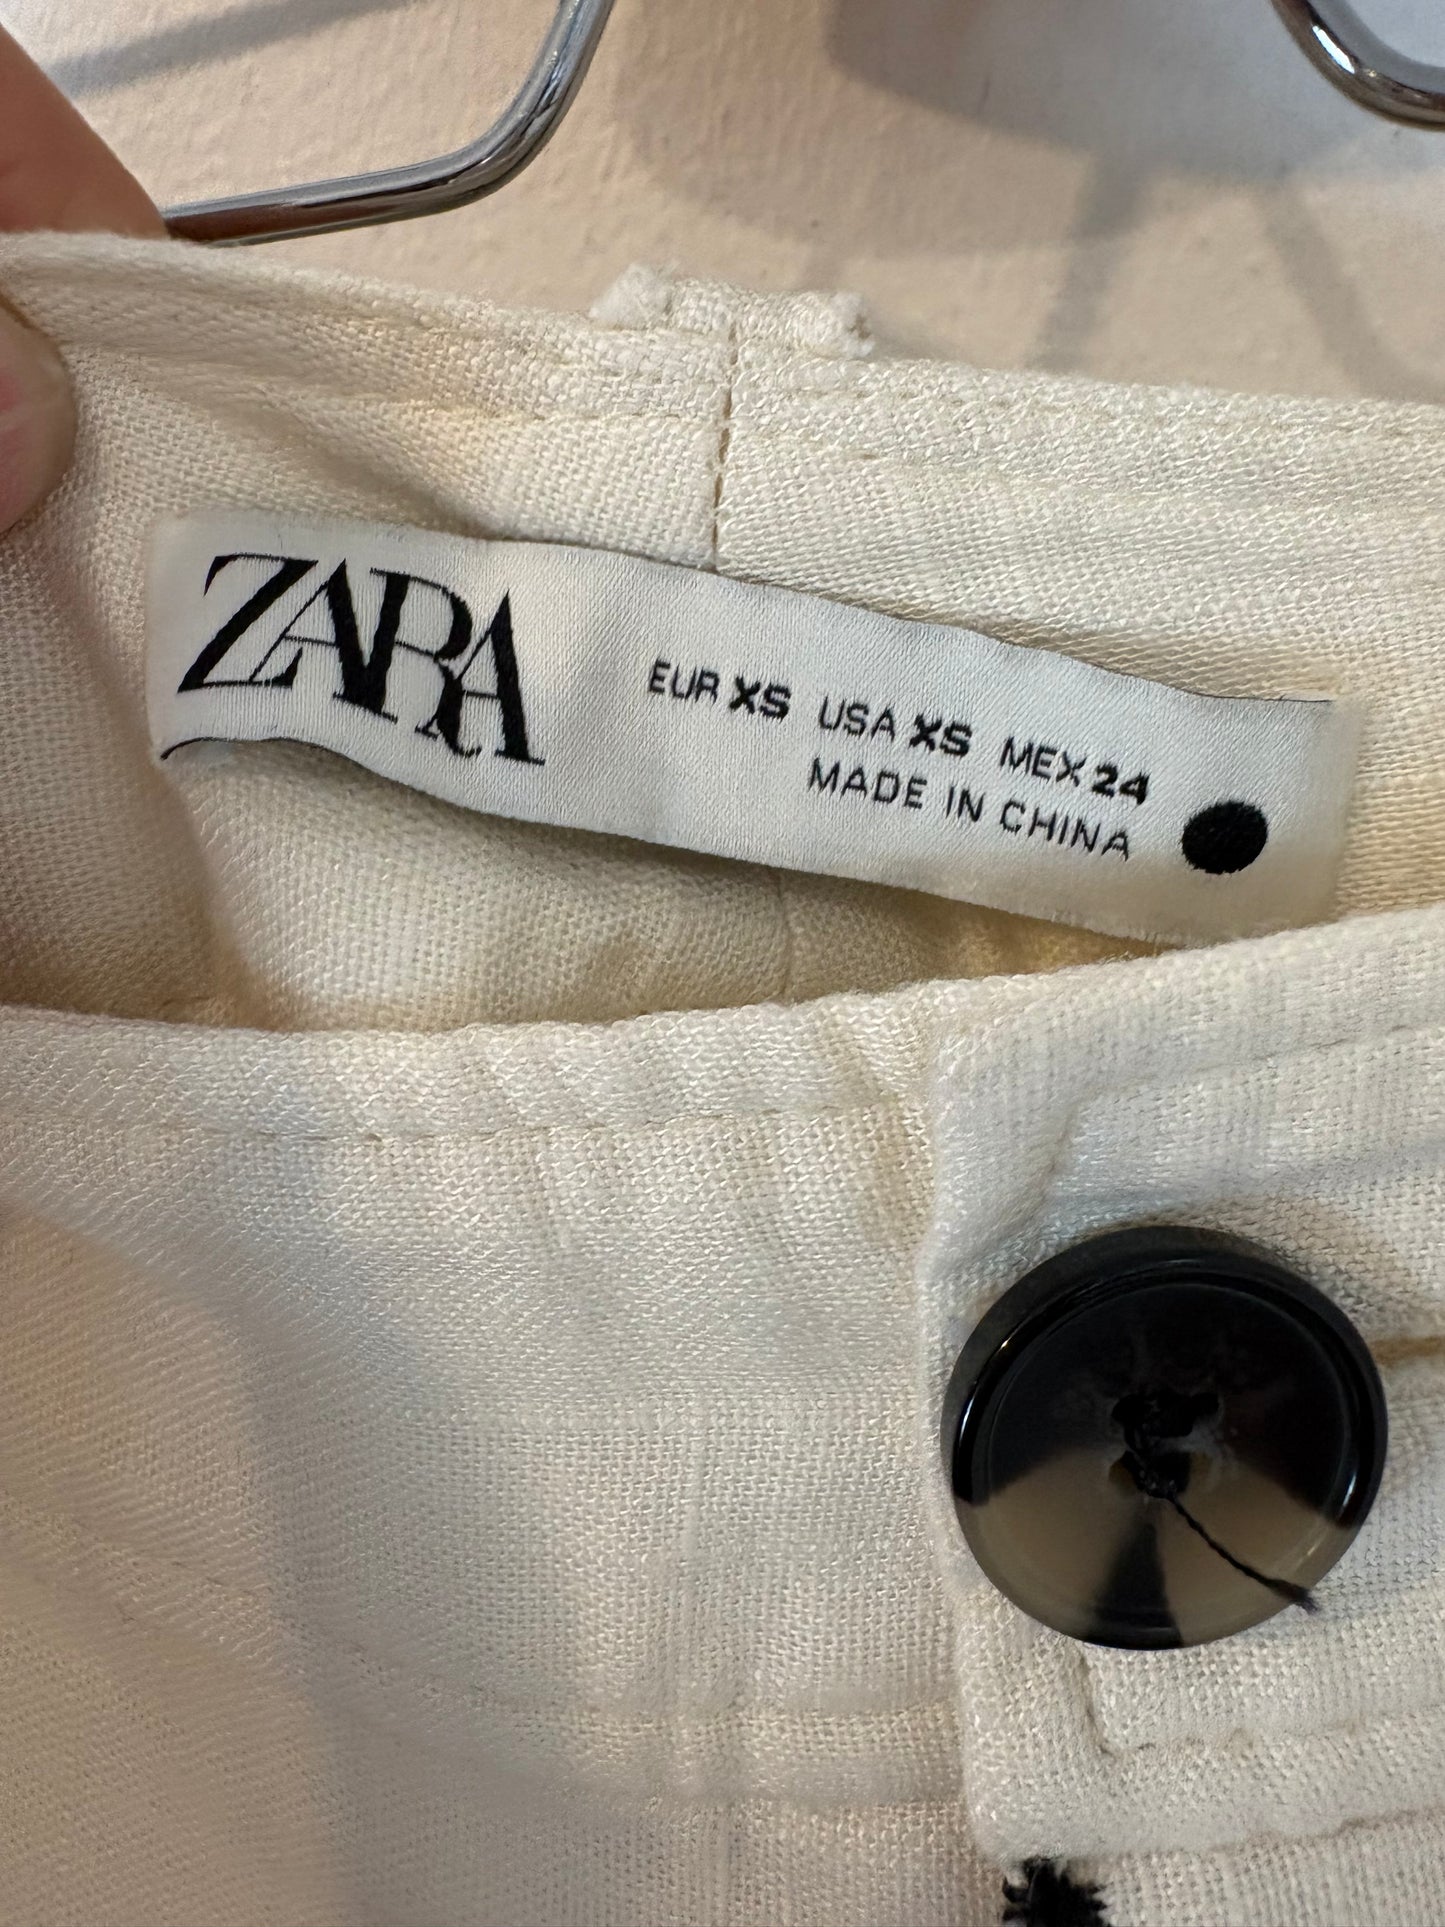 ZARA
EUR XS USA XS MEX 24
MADE IN CHINA